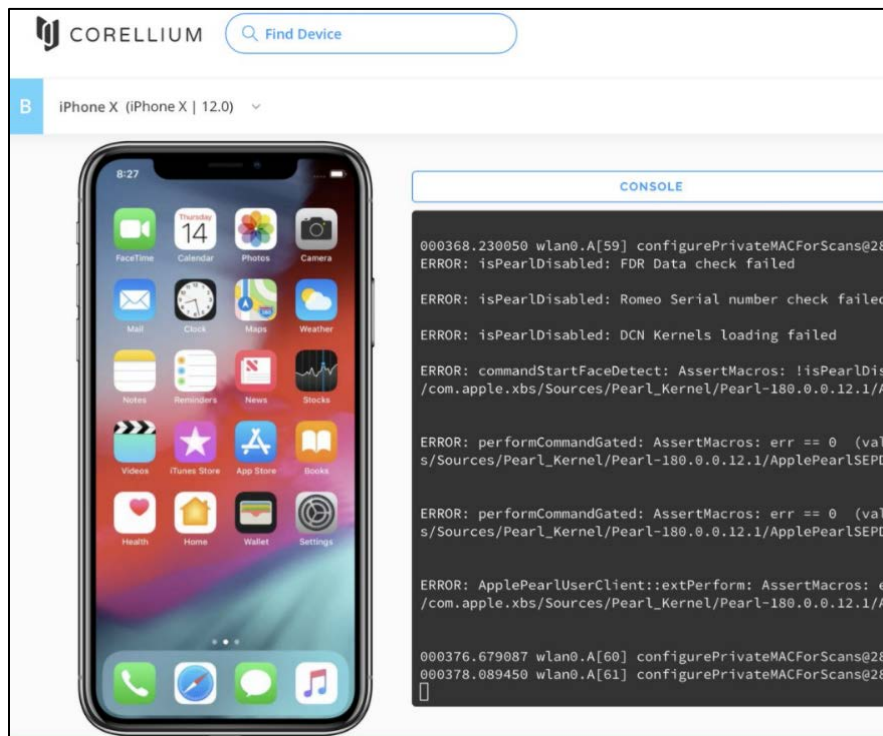 CORELLIUM
Find Device
B
iPhone X (iPhone X | 12.0)
8:27
FaceTime
Thursday
14
Calendar
Photos
Camera
Mail
Clock
Maps
Weather
Notes
Reminders
News
Stocks
Videos
iTunes Store
App Store
Books
Health
Home
Wallet
Settings
CONSOLE
000368.230050 wlan0.A[59] configurePrivateMACForScans@28
ERROR: isPearlDisabled: FDR Data check failed
ERROR: isPearlDisabled: Romeo Serial number check failed
ERROR: isPearlDisabled: DCN Kernels loading failed
ERROR: commandStartFaceDetect: AssertMacros: !isPearlDis
/com.apple.xbs/Sources/Pearl_Kernel/Pearl-180.0.0.12.1/A
ERROR: performCommandGated: AssertMacros: err == 0 (val
s/Sources/Pearl_Kernel/Pearl-180.0.0.12.1/ApplePearlSEPD
ERROR: performCommandGated: AssertMacros: err == 0 (val
s/Sources/Pearl_Kernel/Pearl-180.0.0.12.1/ApplePearlSEPD
ERROR: ApplePearlUserClient::extPerform: AssertMacros: e
/com.apple.xbs/Sources/Pearl_Kernel/Pearl-180.0.0.12.1/A
000376.679087 wlan0.A[60] configurePrivateMACForScans@28
000378.089450 wlan0.A[61] configurePrivateMACForScans@28